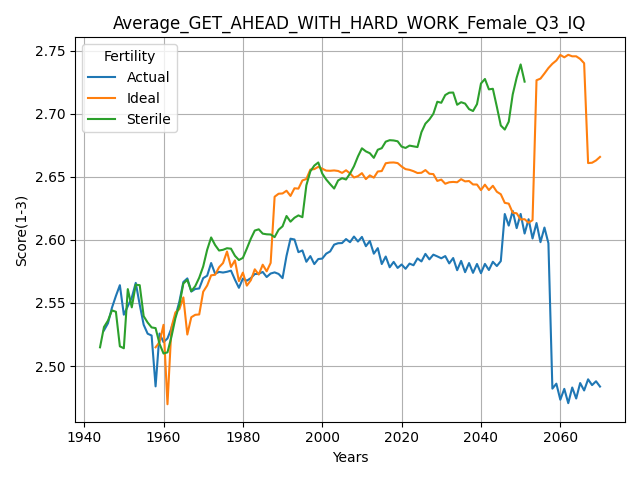 Average_GET_AHEAD_WITH_HARD_WORK_Female_Q3_IQ
Fertility
Actual
Ideal
Sterile
Score(1-3)
2.75
2.70
2.65
2.60
2.55
2.50
1940 1960 1980 2000 2020 2040 2060
Years